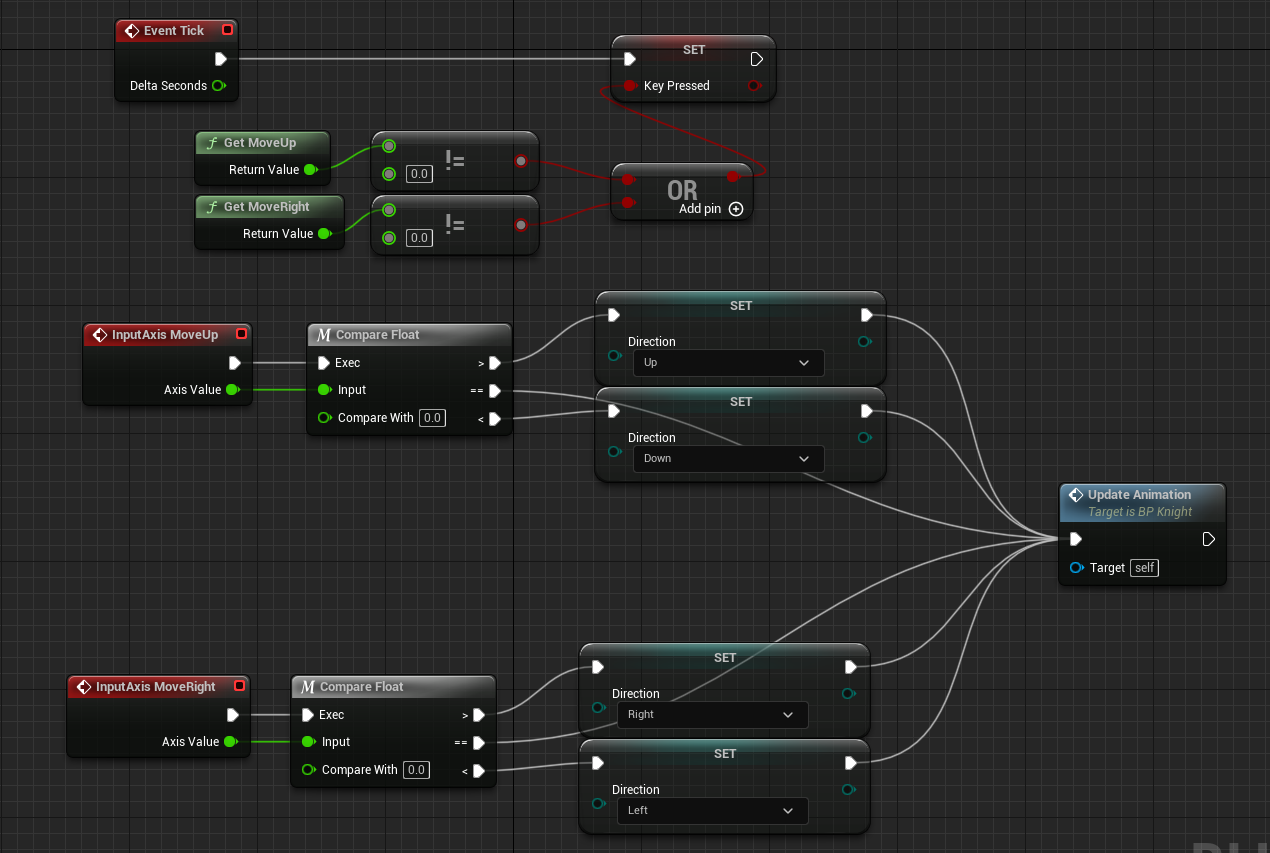 Event Tick
Delta Seconds
SET
Key Pressed
f Get MoveUp
Return Value
0.0
!=
f Get MoveRight
Return Value
0.0
!=
OR
Add pin
InputAxis MoveUp
Axis Value
M Compare Float
Exec >
Input ==
Compare With 0.0 <
SET
Direction
Up
SET
Direction
Down
Update Animation
Target is BP Knight
Target self
InputAxis MoveRight
Axis Value
M Compare Float
Exec >
Input ==
Compare With 0.0 <
SET
Direction
Right
SET
Direction
Left